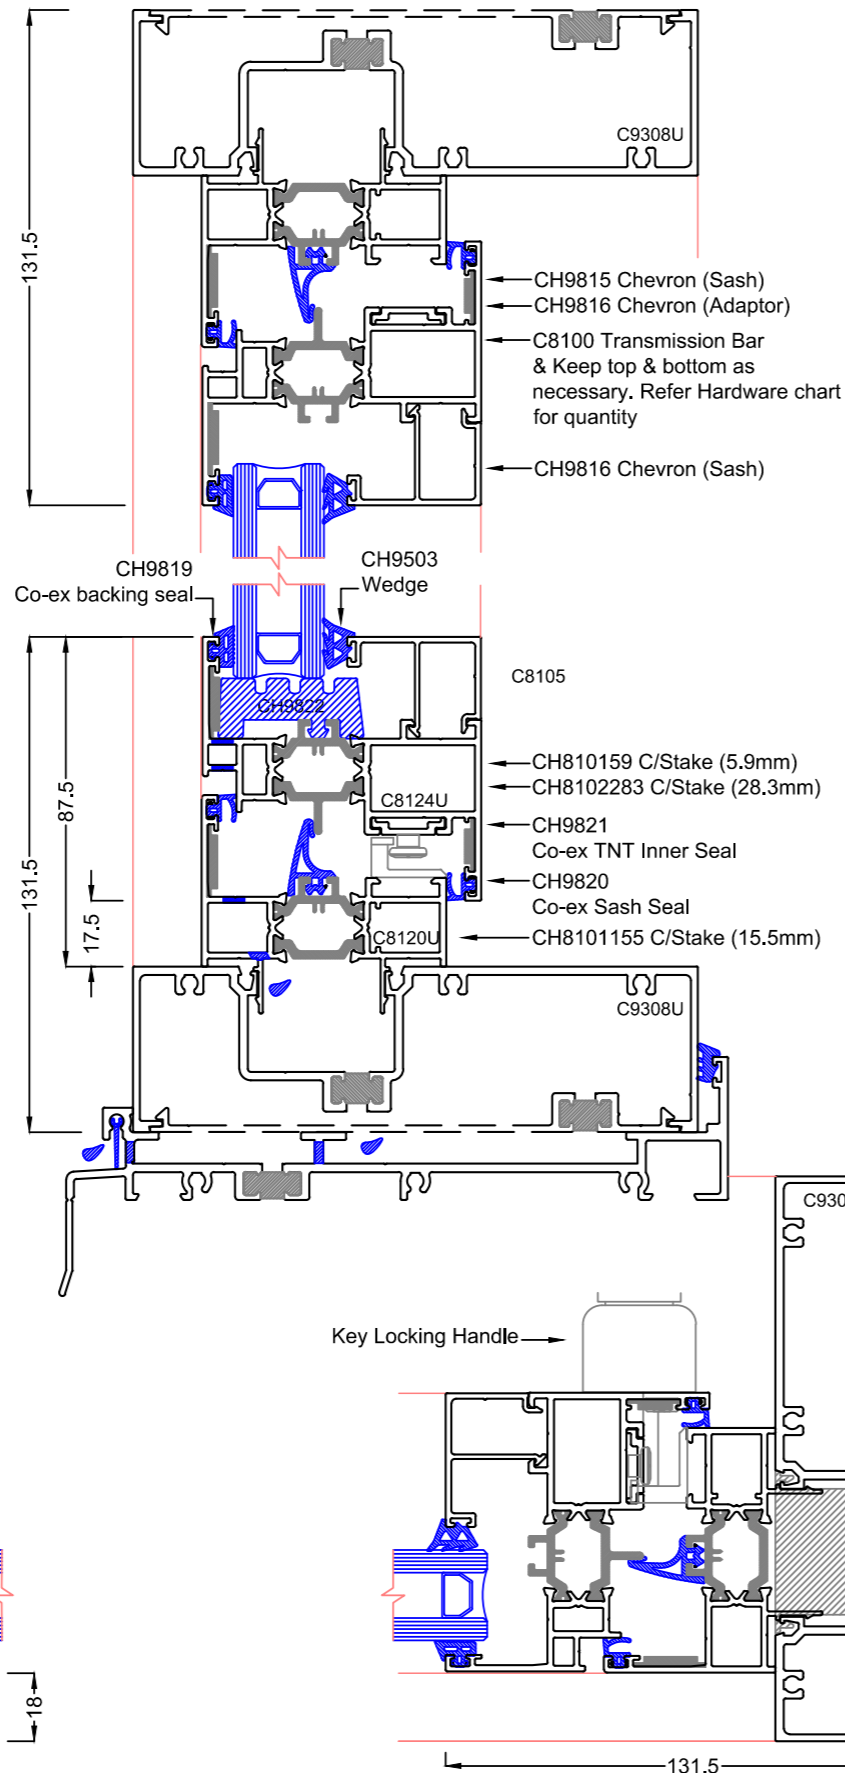 C9308U
131.5
CH9815 Chevron (Sash)
CH9816 Chevron (Adaptor)
C8100 Transmission Bar
& Keep top & bottom as
necessary. Refer Hardware chart
for quantity
CH9816 Chevron (Sash)
CH9819
Co-ex backing seal
CH9503
Wedge
C8105
CH9822
CH810159 C/Stake (5.9mm)
CH8102283 C/Stake (28.3mm)
C8124U
CH9821
Co-ex TNT Inner Seal
CH9820
Co-ex Sash Seal
C8120U
CH8101155 C/Stake (15.5mm)
131.5
87.5
17.5
C9308U
C930
Key Locking Handle
18
131.5